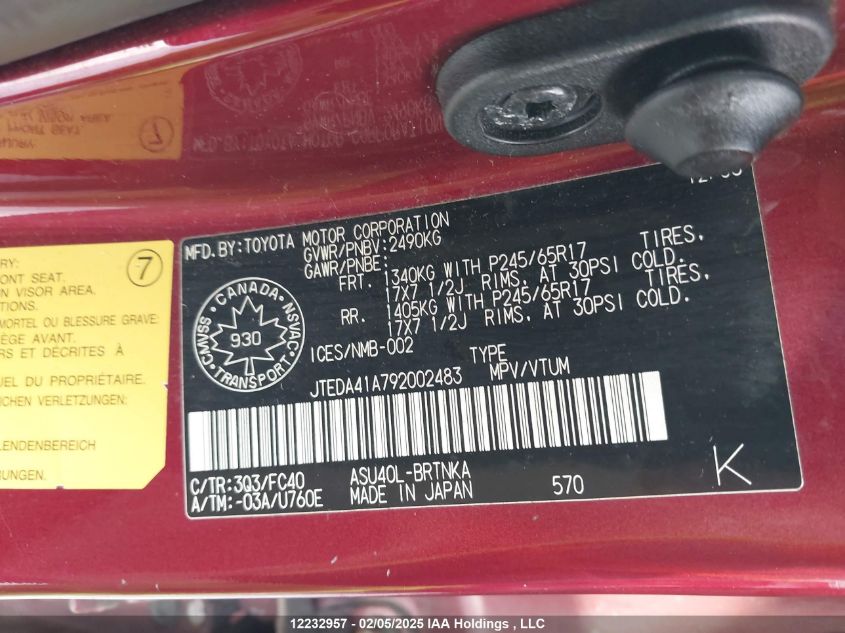 MFD. BY: TOYOTA MOTOR CORPORATION
GVWR/PNBV: 2490KG
GAWR/PNBE:
FRT. 1340KG WITH P245/65R17 TIRES,
17X7 1/2J RIMS, AT 30PSI COLD.
RR. 1405KG WITH P245/65R17 TIRES,
17X7 1/2J RIMS, AT 30PSI COLD.
CANADA
CMVSS 930 NSVAC
TRANSPORT
ICES/NMB-002
TYPE
JTEDA41A792002483 MPV/VTUM
C/TR: 3Q3/FC40 ASU40L-BRTNKA
A/TM: -03A/U760E MADE IN JAPAN 570
K
7
RY:
ONT SEAT.
N VISOR AREA.
TIONS.
MORTEL OU BLESSURE GRAVE:
ÈGE AVANT.
RS ET DÉCRITES À
UEL DU PROPRIÉTAIRE.
ICHEN VERLETZUNGEN:
LENDENBEREICH
NUNGEN.
12232957 - 02/05/2025 IAA Holdings , LLC